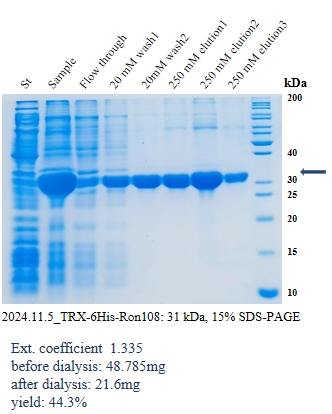 St
Sample
Flow through
20 mM wash1
20mM wash2
250 mM elution1
250 mM elution2
250 mM elution3
kDa
200
40
30
25
20
15
10
2024.11.5_TRX-6His-Ron108: 31 kDa, 15% SDS-PAGE
Ext. coefficient 1.335
before dialysis: 48.785mg
after dialysis: 21.6mg
yield: 44.3%